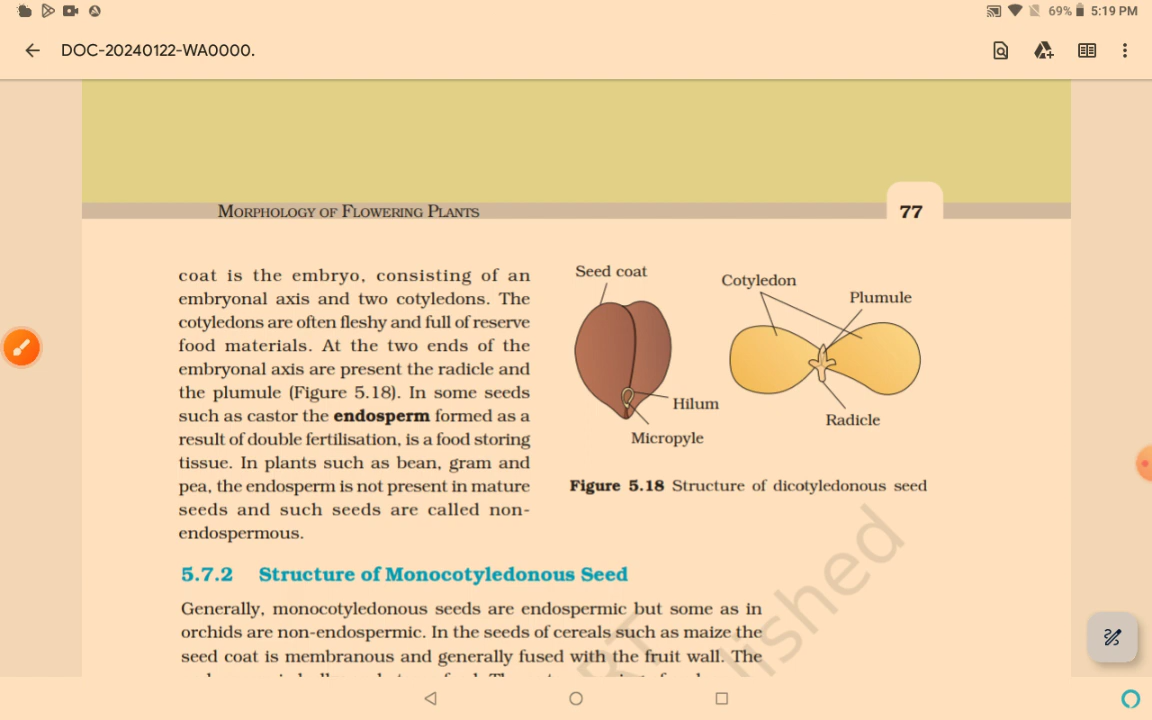 69% 5:19 PM
DOC-20240122-WA0000.
MORPHOLOGY OF FLOWERING PLANTS
77
coat is the embryo, consisting of an
embryonal axis and two cotyledons. The
cotyledons are often fleshy and full of reserve
food materials. At the two ends of the
embryonal axis are present the radicle and
the plumule (Figure 5.18). In some seeds
such as castor the endosperm formed as a
result of double fertilisation, is a food storing
tissue. In plants such as bean, gram and
pea, the endosperm is not present in mature
seeds and such seeds are called non-
endospermous.
Seed coat
Cotyledon
Plumule
Hilum
Micropyle
Radicle
Figure 5.18 Structure of dicotyledonous seed
5.7.2 Structure of Monocotyledonous Seed
Generally, monocotyledonous seeds are endospermic but some as in
orchids are non-endospermic. In the seeds of cereals such as maize the
seed coat is membranous and generally fused with the fruit wall. The